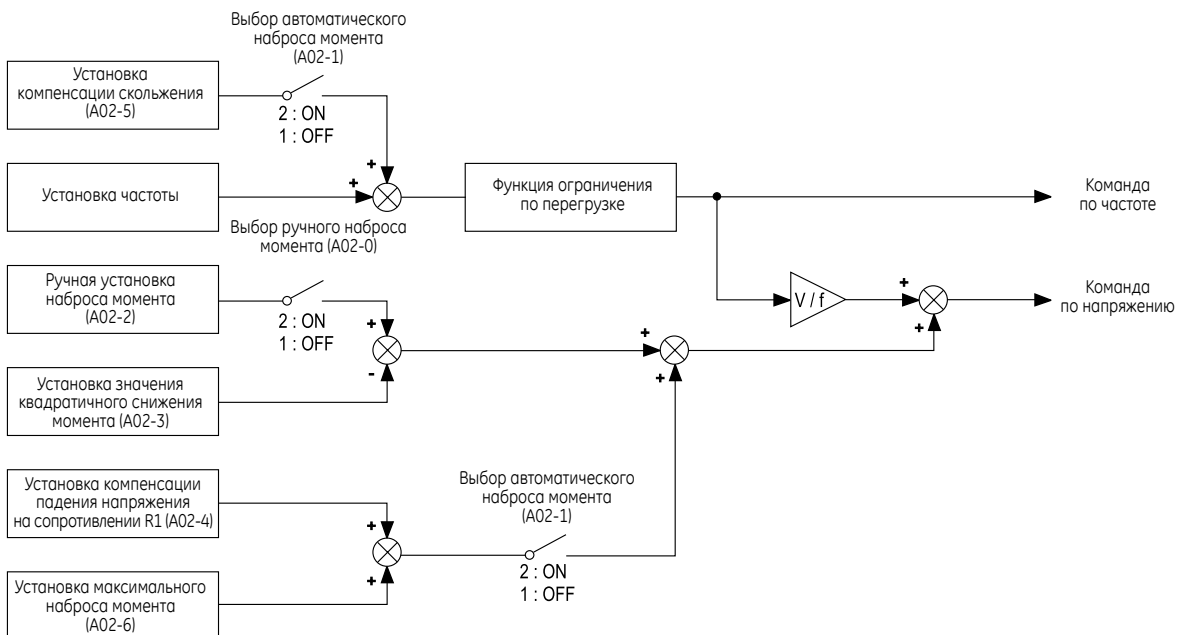 Выбор автоматического
наброса момента
(A02-1)
Установка
компенсации скольжения
(A02-5)
2 : ON
1 : OFF
+
+
Установка частоты
Функция ограничения
по перегрузке
Команда
по частоте
Выбор ручного наброса
момента (A02-0)
Ручная установка
наброса момента
(A02-2)
2 : ON
1 : OFF
+
-
V / f
+
+
Команда
по напряжению
+
+
Установка значения
квадратичного снижения
момента (A02-3)
Установка компенсации
падения напряжения
на сопротивлении R1 (A02-4)
+
+
Выбор автоматического
наброса момента
(A02-1)
2 : ON
1 : OFF
Установка максимального
наброса момента
(A02-6)